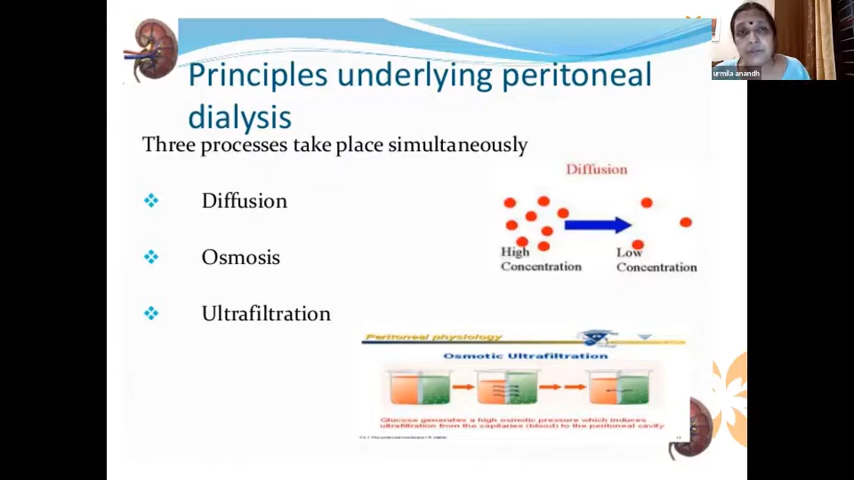 Principles underlying peritoneal
dialysis
Three processes take place simultaneously
Diffusion
Osmosis
Ultrafiltration
Diffusion
High
Concentration
Low
Concentration
Peritoneal physiology
Osmotic Ultrafiltration
Glucose generates a high osmotic pressure which induces
ultrafiltration from the capillaries (blood) to the peritoneal cavity
urmila anandh